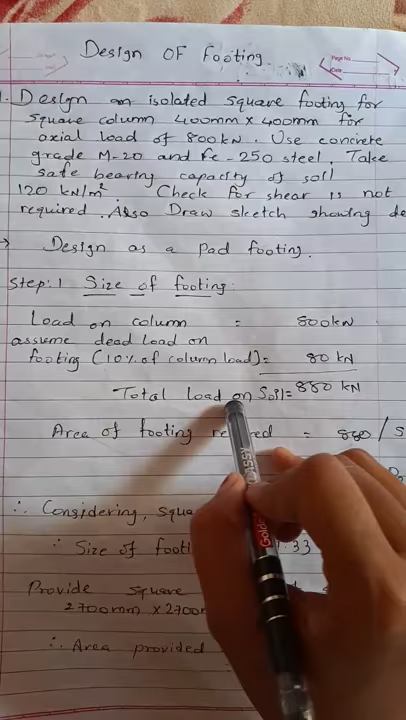 Design OF Footing.
Page No
Date
1. Design an isolated square footing for
square column 400mm x 400mm for
axial load of 800kN. Use concrete
grade M-20 and Fe-250 steel. Take
safe bearing capacity of soil
120 kN/m². Check for shear is not
required. Also Draw sketch showing de
→ Design as a pad footing.
Step:1 Size of footing:
Load on column = 800kN
assume dead load on
footing (10% of column load) = 80 kN
Total load on Soil = 880 kN
Area of footing = 880/S
∴ Considering,
∴ Size of .33
Provide square
2700mm x
∴ Area provided
Golde
CLASSY